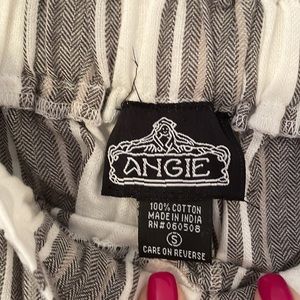 ANGIE
100% COTTON
MADE IN INDIA
RN#060508
S
CARE ON REVERSE